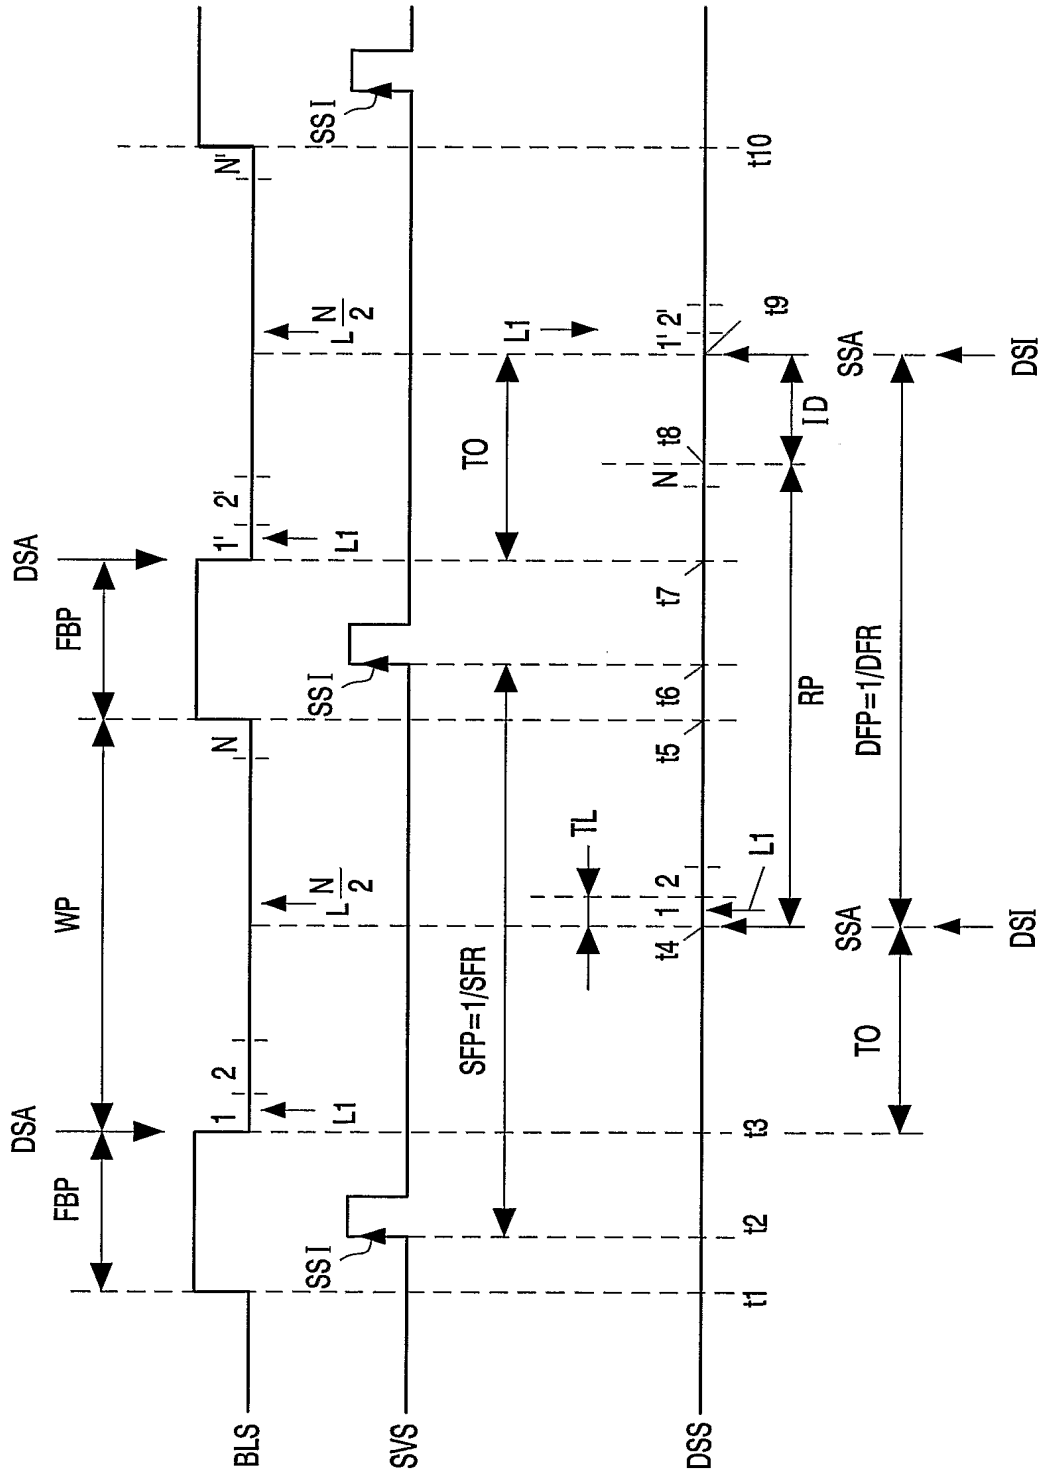 DSA DSA
FBP WP FBP
BLS 1 2 N 1' 2' N'
L1 L N/2 L1 L N/2
SVS SSI SSI SSI
SFP=1/SFR TO
TL L1
DSS t4 1 2 N t8 1' 2'
t1 t2 t3 t5 t6 t7 t9 t10
L1
RP ID
SSA SSA
TO DFP=1/DFR
DSI DSI